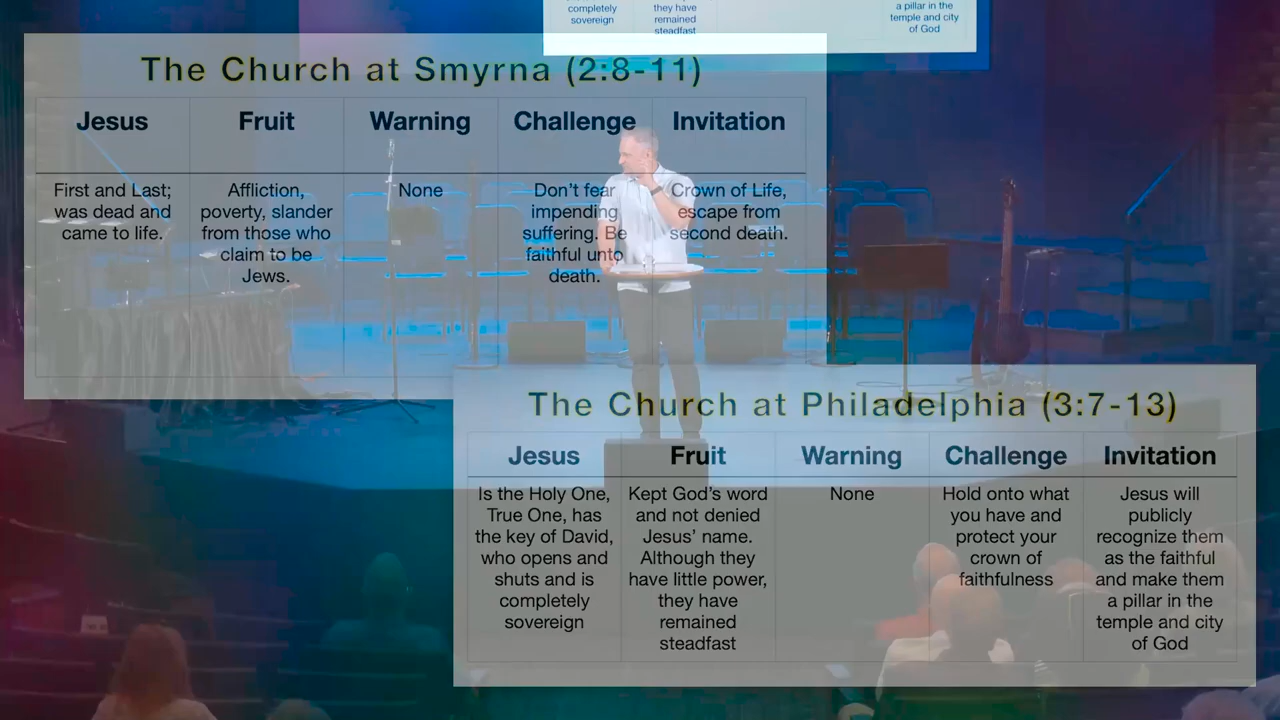 completely
sovereign
they have
remained
steadfast
a pillar in the
temple and city
of God
The Church at Smyrna (2:8-11)
Jesus
Fruit
Warning
Challenge
Invitation
First and Last;
was dead and
came to life.
Affliction,
poverty, slander
from those who
claim to be
Jews.
None
Don’t fear
impending
suffering. Be
faithful unto
death.
Crown of Life,
escape from
second death.
The Church at Philadelphia (3:7-13)
Jesus
Fruit
Warning
Challenge
Invitation
Is the Holy One,
True One, has
the key of David,
who opens and
shuts and is
completely
sovereign
Kept God’s word
and not denied
Jesus’ name.
Although they
have little power,
they have
remained
steadfast
None
Hold onto what
you have and
protect your
crown of
faithfulness
Jesus will
publicly
recognize them
as the faithful
and make them
a pillar in the
temple and city
of God